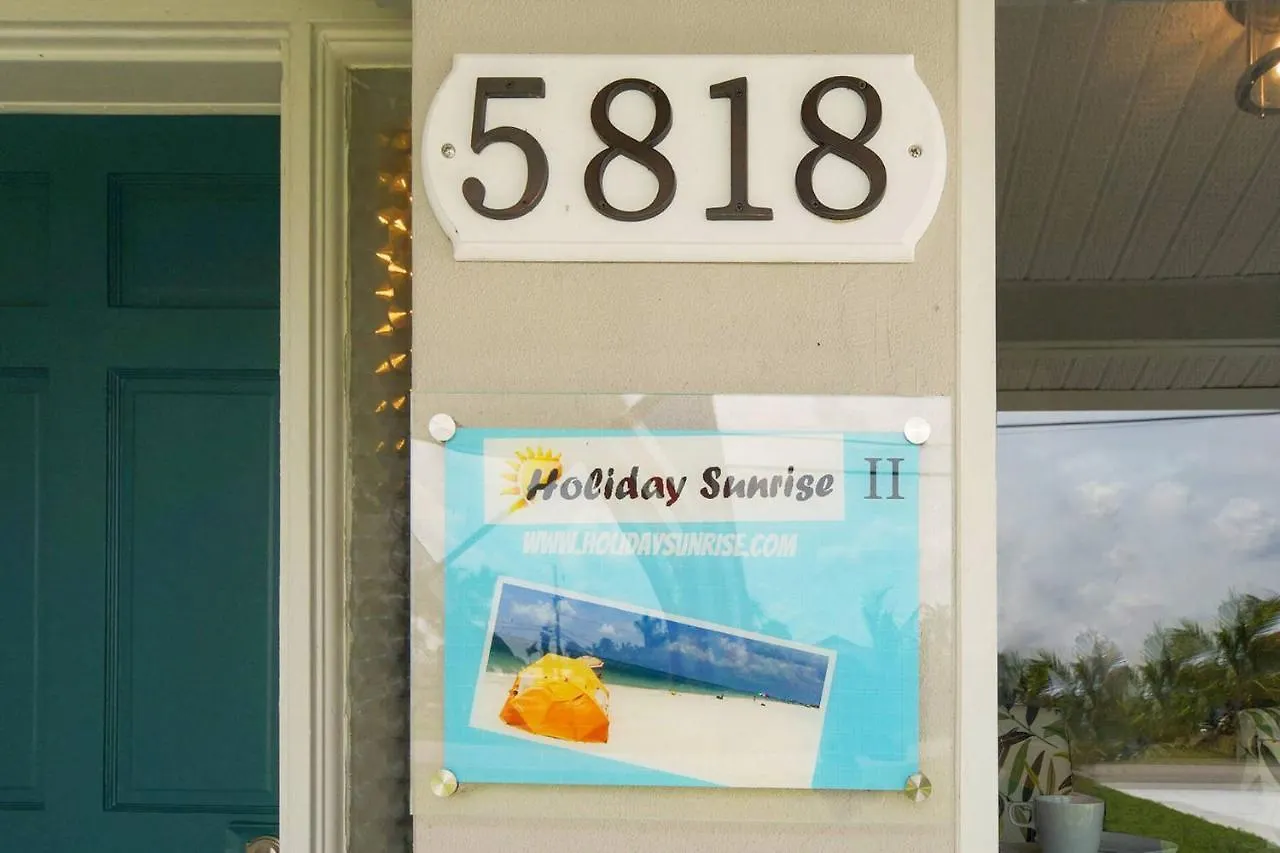 5818
Holiday Sunrise II
WWW.HOLIDAYSUNRISE.COM